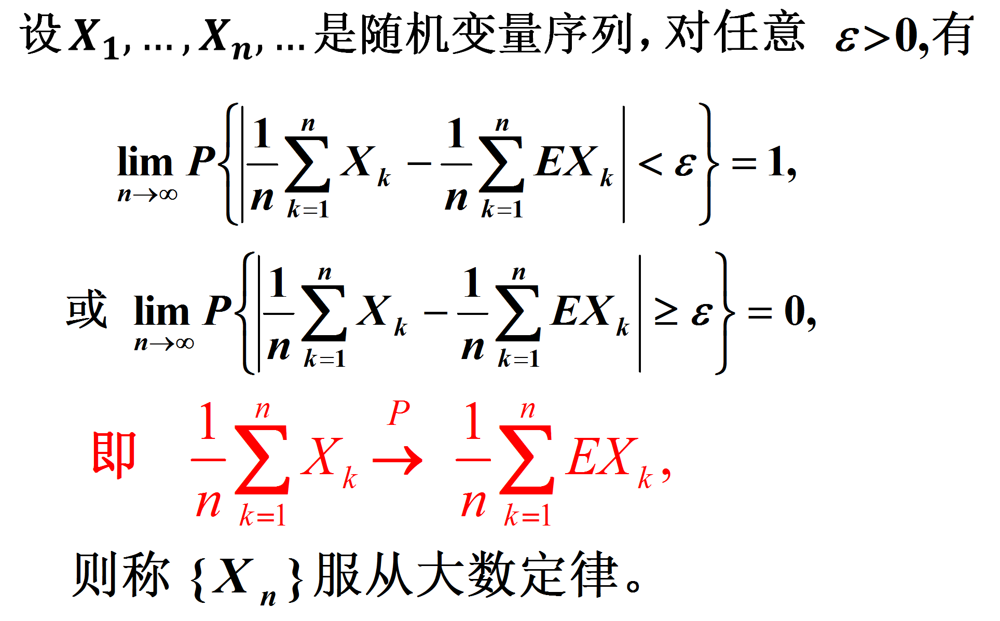 设 $X_1, \ldots, X_n, \ldots$ 是随机变量序列，对任意 $\varepsilon > 0$,有
$\lim_{n \to \infty} P\left\{ \left| \frac{1}{n} \sum_{k=1}^{n} X_k - \frac{1}{n} \sum_{k=1}^{n} EX_k \right| < \varepsilon \right\} = 1,$
或 $\lim_{n \to \infty} P\left\{ \left| \frac{1}{n} \sum_{k=1}^{n} X_k - \frac{1}{n} \sum_{k=1}^{n} EX_k \right| \geq \varepsilon \right\} = 0,$
即 $\frac{1}{n} \sum_{k=1}^{n} X_k \xrightarrow{P} \frac{1}{n} \sum_{k=1}^{n} EX_k,$
则称 $\{X_n\}$ 服从大数定律。